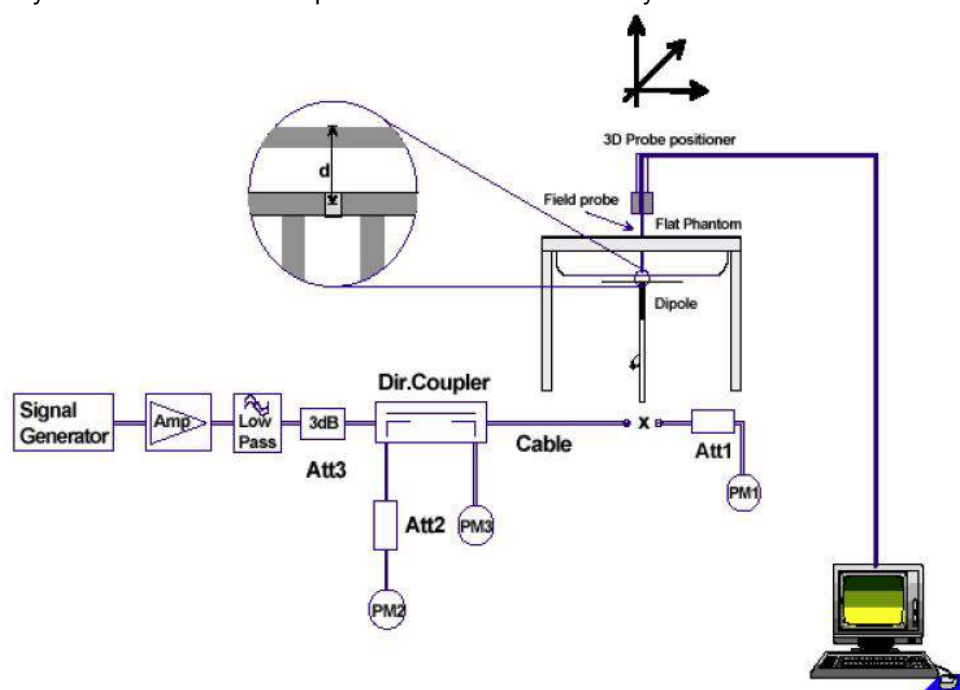 3D Probe positioner
d
Field probe
Flat Phantom
Dipole
Dir.Coupler
Signal
Generator
Amp
Low
Pass
3dB
Att3
Cable
x
Att1
PM1
Att2
PM3
PM2